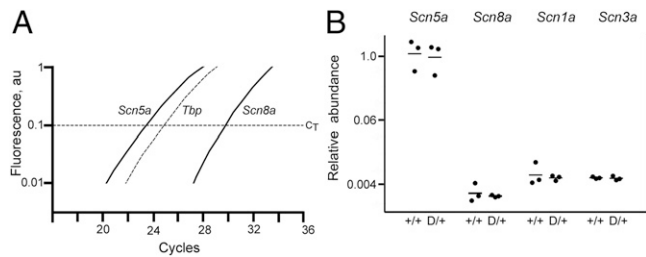 A
Fluorescence, au
1
0.1
0.01
Scn5a
Tbp
Scn8a
CT
20 24 28 32 36
Cycles
B
Scn5a Scn8a Scn1a Scn3a
Relative abundance
1.0
0.06
0.004
+/+ D/+ +/+ D/+ +/+ D/+ +/+ D/+